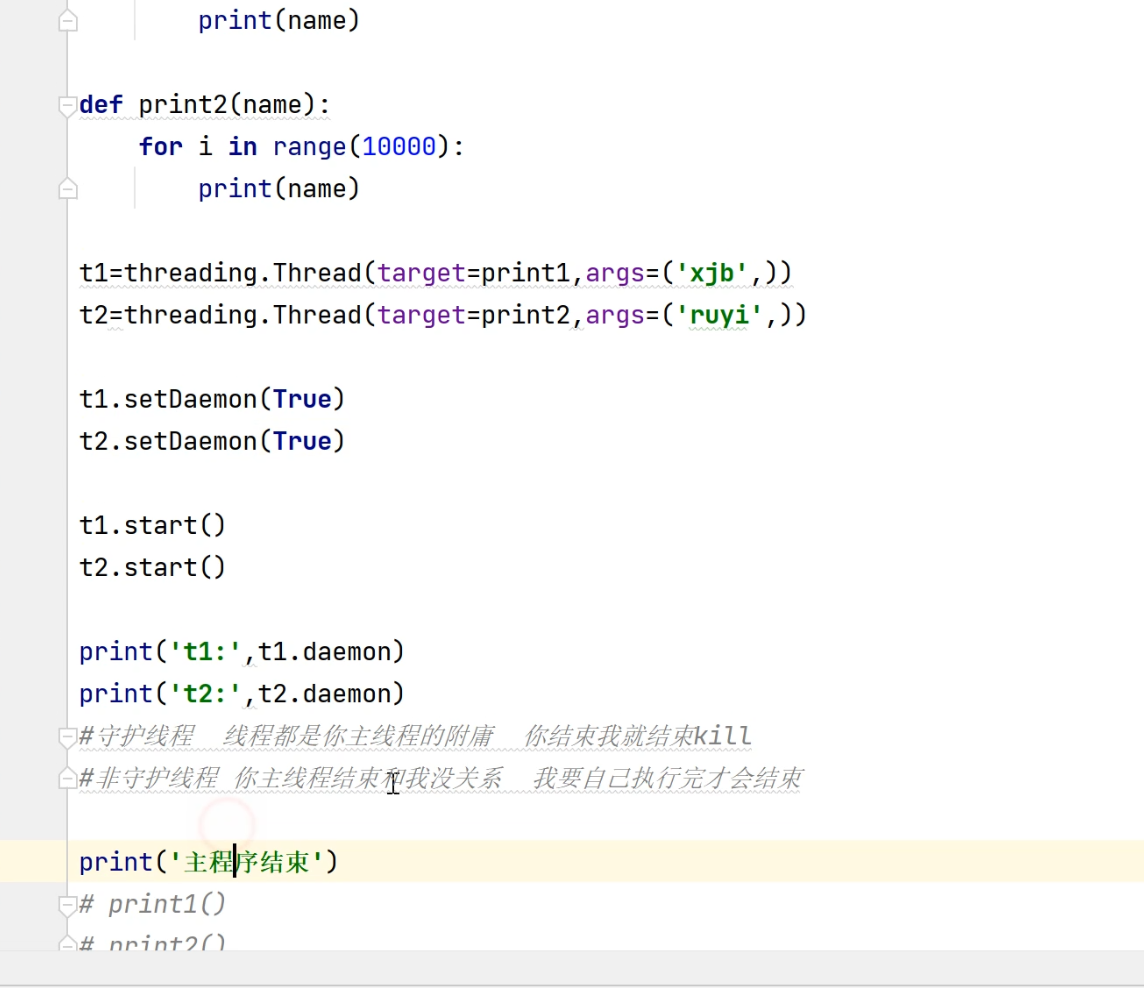 print(name)
def print2(name):
for i in range(10000):
print(name)
t1=threading.Thread(target=print1,args=('xjb',))
t2=threading.Thread(target=print2,args=('ruyi',))
t1.setDaemon(True)
t2.setDaemon(True)
t1.start()
t2.start()
print('t1:',t1.daemon)
print('t2:',t2.daemon)
#守护线程  线程都是你主线程的附庸  你结束我就结束kill
#非守护线程 你主线程结束和我没关系  我要自己执行完才会结束
print('主程序结束')
# print1()
# print2()